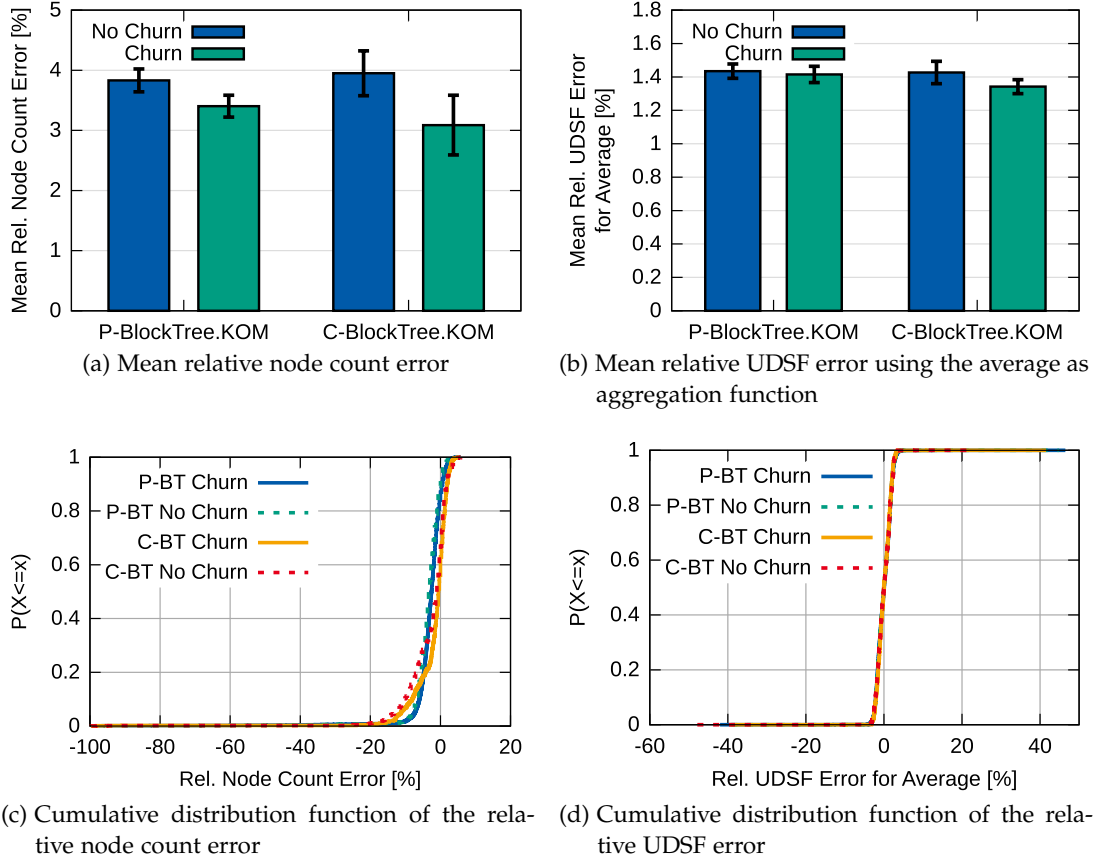 Mean Rel. Node Count Error [%]
5
4
3
2
1
0
No Churn
Churn
P-BlockTree.KOM
C-BlockTree.KOM
(a) Mean relative node count error
Mean Rel. UDSF Error
for Average [%]
1.8
1.6
1.4
1.2
1
0.8
0.6
0.4
0.2
0
No Churn
Churn
P-BlockTree.KOM
C-BlockTree.KOM
(b) Mean relative UDSF error using the average as
aggregation function
P(X<=x)
1
0.8
0.6
0.4
0.2
0
P-BT Churn
P-BT No Churn
C-BT Churn
C-BT No Churn
-100 -80 -60 -40 -20 0 20
Rel. Node Count Error [%]
(c) Cumulative distribution function of the rela-
tive node count error
P(X<=x)
1
0.8
0.6
0.4
0.2
0
P-BT Churn
P-BT No Churn
C-BT Churn
C-BT No Churn
-60 -40 -20 0 20 40
Rel. UDSF Error for Average [%]
(d) Cumulative distribution function of the rela-
tive UDSF error